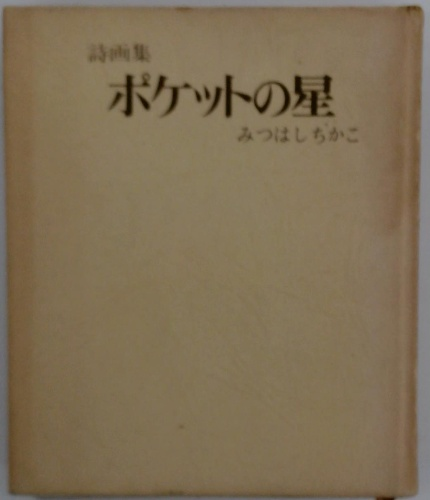 詩画集
ポケットの星
みつはしちかこ